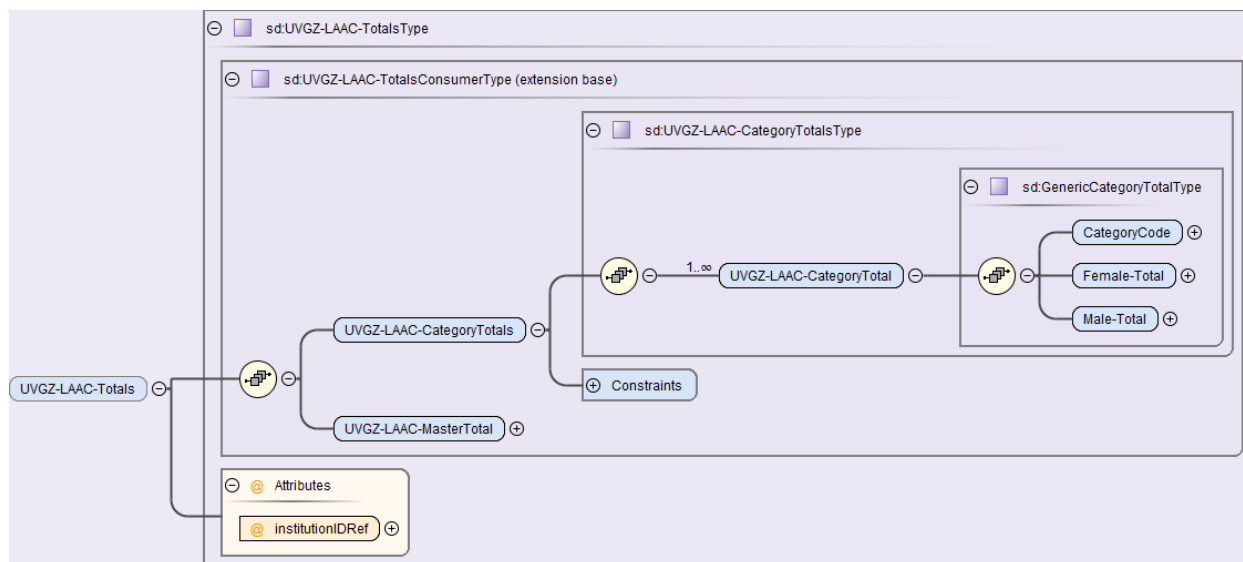 sd:UVGZ-LAAC-TotalsType
sd:UVGZ-LAAC-TotalsConsumerType (extension base)
sd:UVGZ-LAAC-CategoryTotalsType
sd:GenericCategoryTotalType
CategoryCode
1..∞
UVGZ-LAAC-CategoryTotal
Female-Total
Male-Total
UVGZ-LAAC-CategoryTotals
Constraints
UVGZ-LAAC-Totals
UVGZ-LAAC-MasterTotal
@ Attributes
@ institutionIDRef